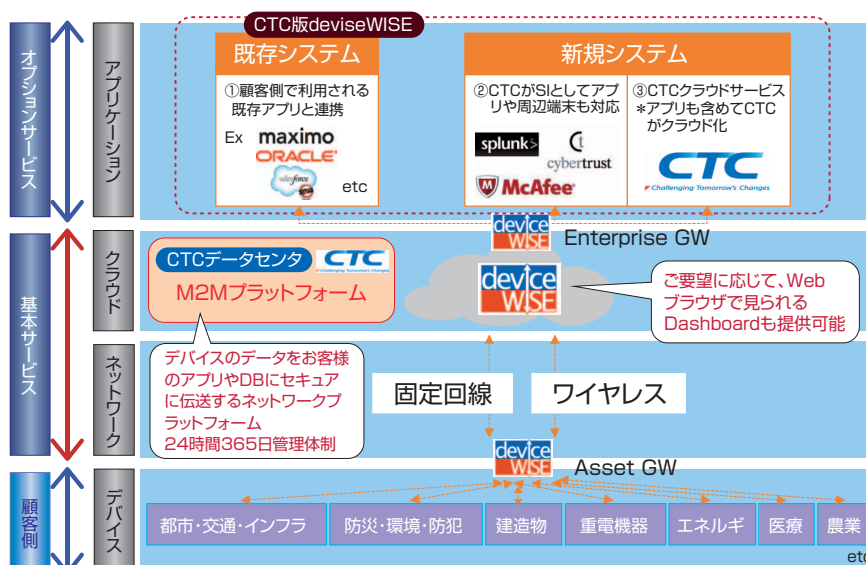 CTC版deviseWISE
オプションサービス
アプリケーション
既存システム
①顧客側で利用される
既存アプリと連携
Ex
maximo
ORACLE
salesforce
etc
新規システム
②CTCがSIとしてアプ
リや周辺端末も対応
splunk>
cybertrust
McAfee
③CTCクラウドサービス
*アプリも含めてCTC
がクラウド化
CTC
Challenging Tomorrow's Changes
device
WISE
Enterprise GW
基本サービス
クラウド
CTCデータセンタ
CTC
Challenging Tomorrow's Changes
M2Mプラットフォーム
device
WISE
ご要望に応じて、Web
ブラウザで見られる
Dashboardも提供可能
ネットワーク
デバイスのデータをお客様
のアプリやDBにセキュア
に伝送するネットワークプ
ラットフォーム
24時間365日管理体制
固定回線
ワイヤレス
device
WISE
Asset GW
顧客側
デバイス
都市・交通・インフラ
防災・環境・防犯
建造物
重電機器
エネルギ
医療
農業
etc